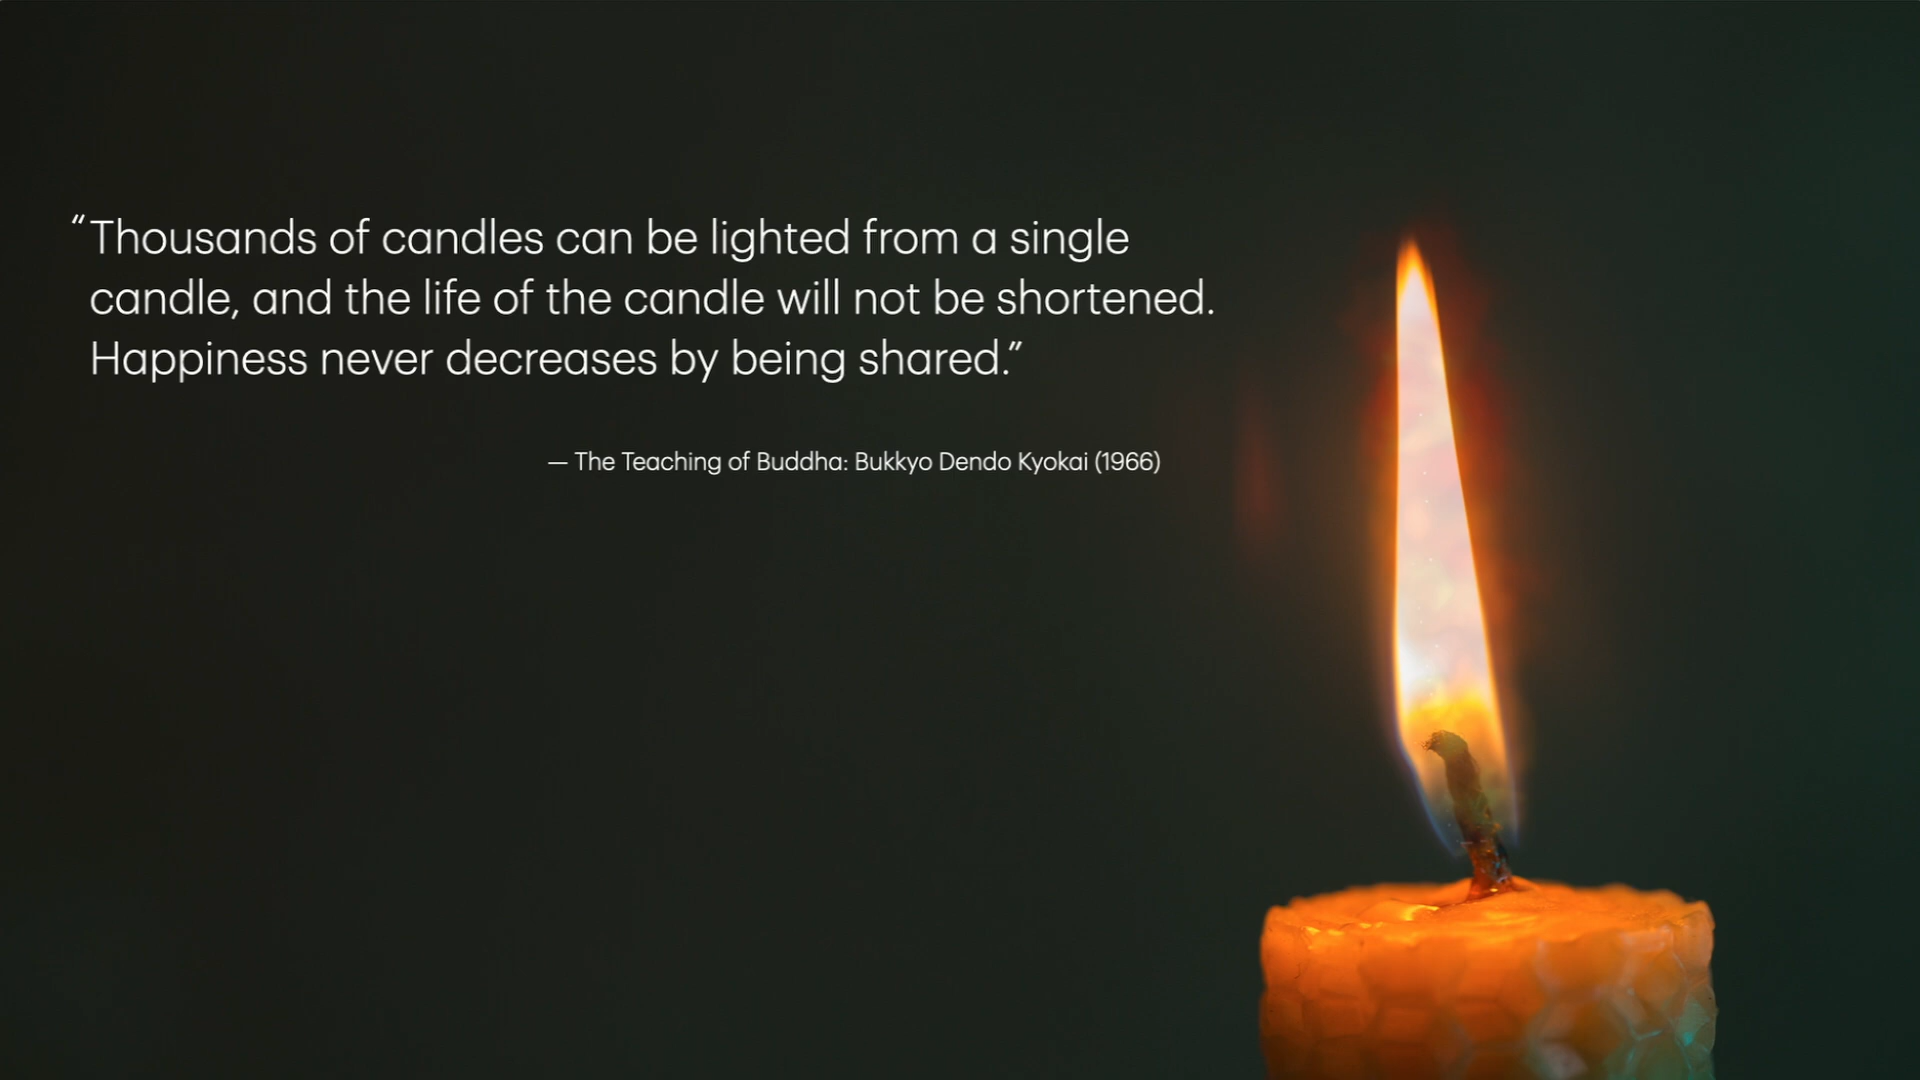 “Thousands of candles can be lighted from a single
candle, and the life of the candle will not be shortened.
Happiness never decreases by being shared.”
— The Teaching of Buddha: Bukkyo Dendo Kyokai (1966)